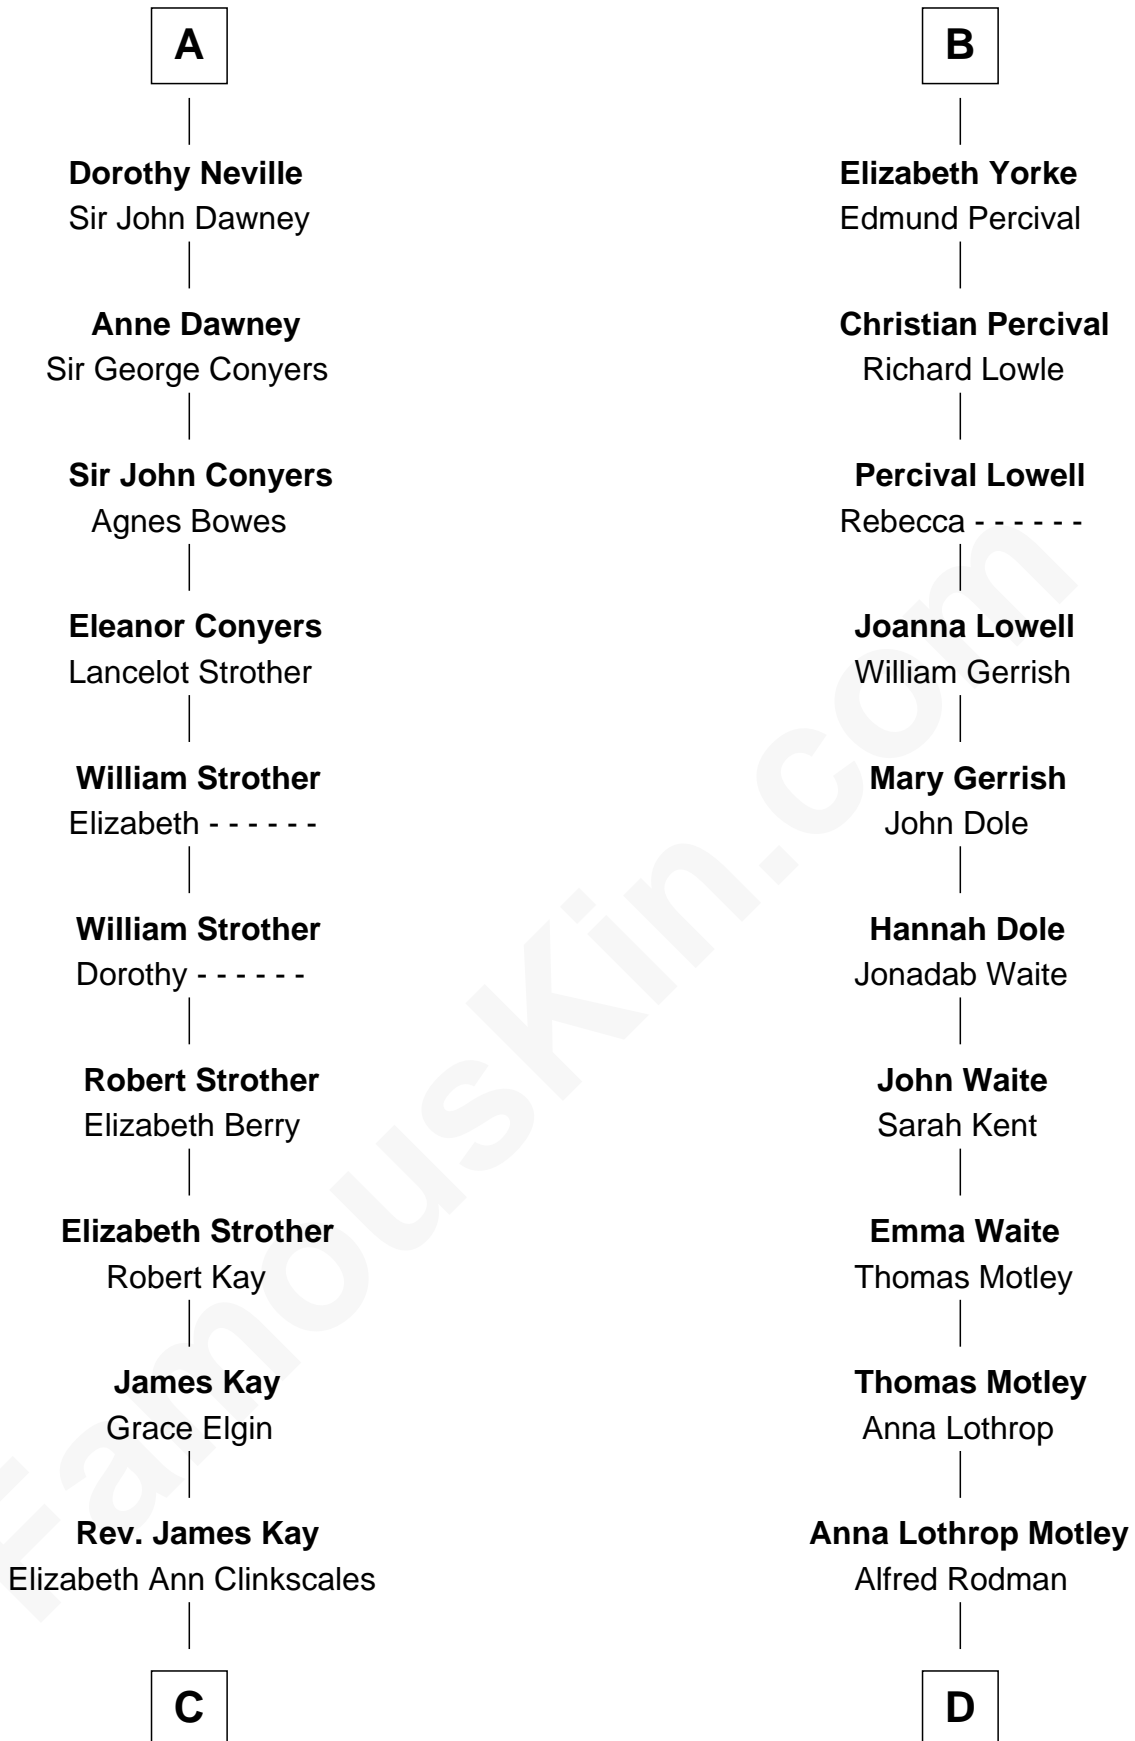 A
Dorothy Neville
Sir John Dawney
Anne Dawney
Sir George Conyers
Sir John Conyers
Agnes Bowes
Eleanor Conyers
Lancelot Strother
William Strother
Elizabeth - - - - - -
William Strother
Dorothy - - - - - -
Robert Strother
Elizabeth Berry
Elizabeth Strother
Robert Kay
James Kay
Grace Elgin
Rev. James Kay
Elizabeth Ann Clinkscales
C
B
Elizabeth Yorke
Edmund Percival
Christian Percival
Richard Lowle
Percival Lowell
Rebecca - - - - - -
Joanna Lowell
William Gerrish
Mary Gerrish
John Dole
Hannah Dole
Jonadab Waite
John Waite
Sarah Kent
Emma Waite
Thomas Motley
Thomas Motley
Anna Lothrop
Anna Lothrop Motley
Alfred Rodman
D
FamousKin.com